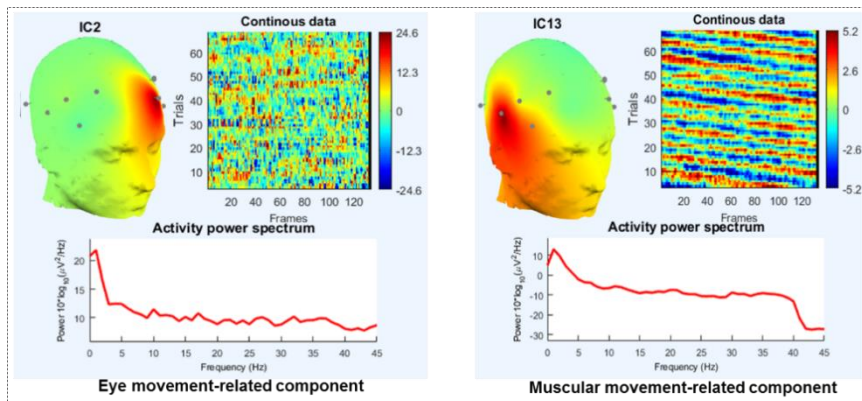 IC2
Continous data
24.6
12.3
0
-12.3
-24.6
60
50
40
30
20
10
Trials
20 40 60 80 100 120
Frames
Activity power spectrum
20
10
Power 10*log10(μV2/Hz)
0 5 10 15 20 25 30 35 40 45
Frequency (Hz)
Eye movement-related component
IC13
Continous data
5.2
2.6
0
-2.6
-5.2
60
50
40
30
20
10
Trials
20 40 60 80 100 120
Frames
Activity power spectrum
10
0
-10
-20
-30
Power 10*log10(μV2/Hz)
0 5 10 15 20 25 30 35 40 45
Frequency (Hz)
Muscular movement-related component